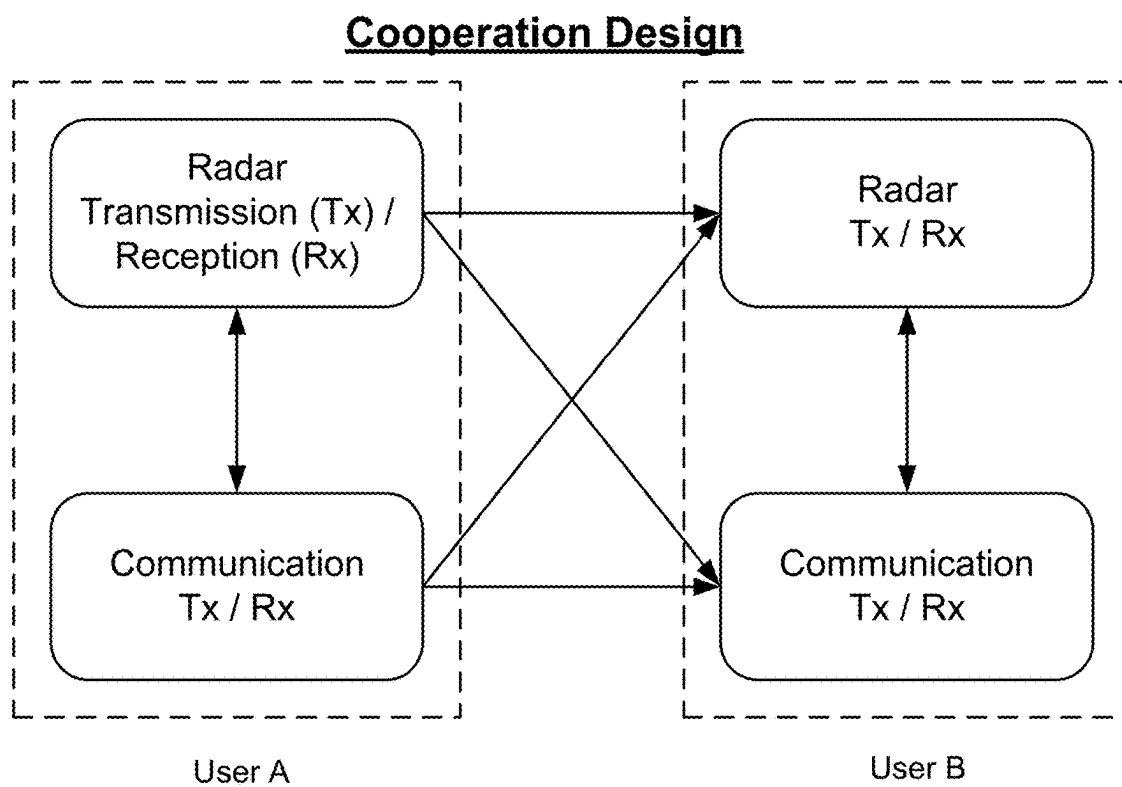 Cooperation Design
Radar
Transmission (Tx) /
Reception (Rx)
Radar
Tx / Rx
Communication
Tx / Rx
Communication
Tx / Rx
User A
User B